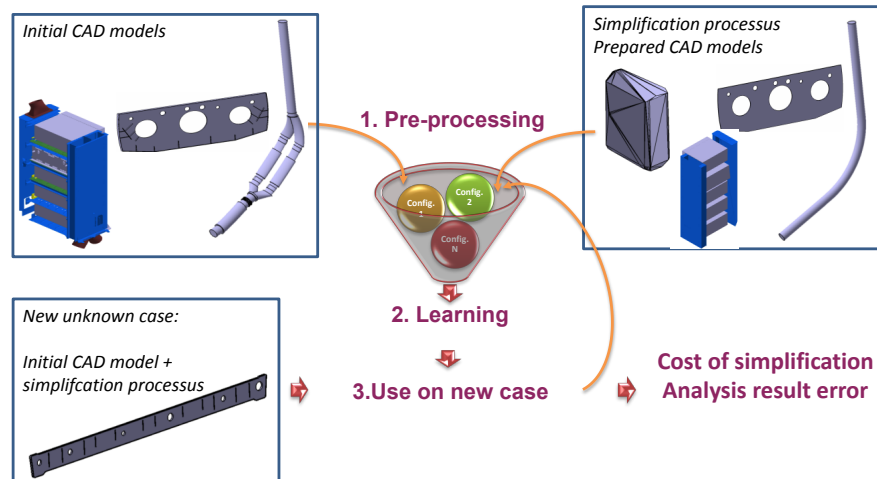 Initial CAD models
Simplification processus
Prepared CAD models
1. Pre-processing
Config.
1
Config.
2
Config.
N
2. Learning
New unknown case:
Initial CAD model +
simplifcation processus
3.Use on new case
Cost of simplification
Analysis result error